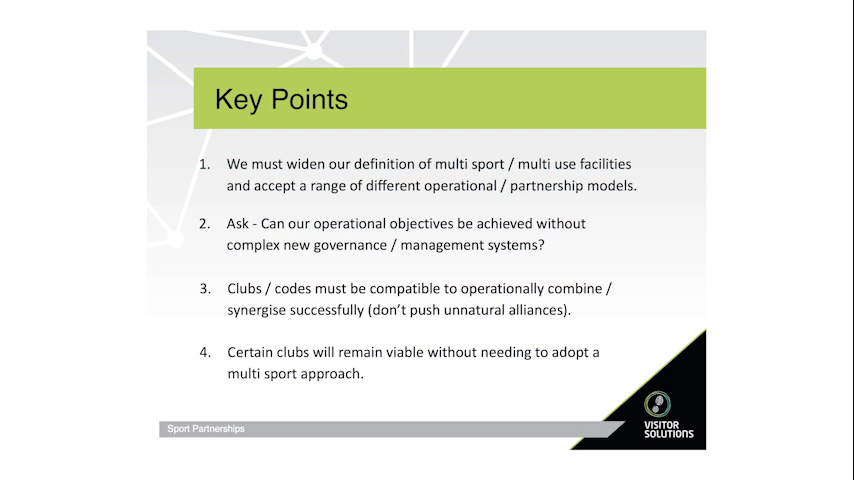 Key Points
1. We must widen our definition of multi sport / multi use facilities
and accept a range of different operational / partnership models.
2. Ask - Can our operational objectives be achieved without
complex new governance / management systems?
3. Clubs / codes must be compatible to operationally combine /
synergise successfully (don’t push unnatural alliances).
4. Certain clubs will remain viable without needing to adopt a
multi sport approach.
Sport Partnerships
VISITOR
SOLUTIONS